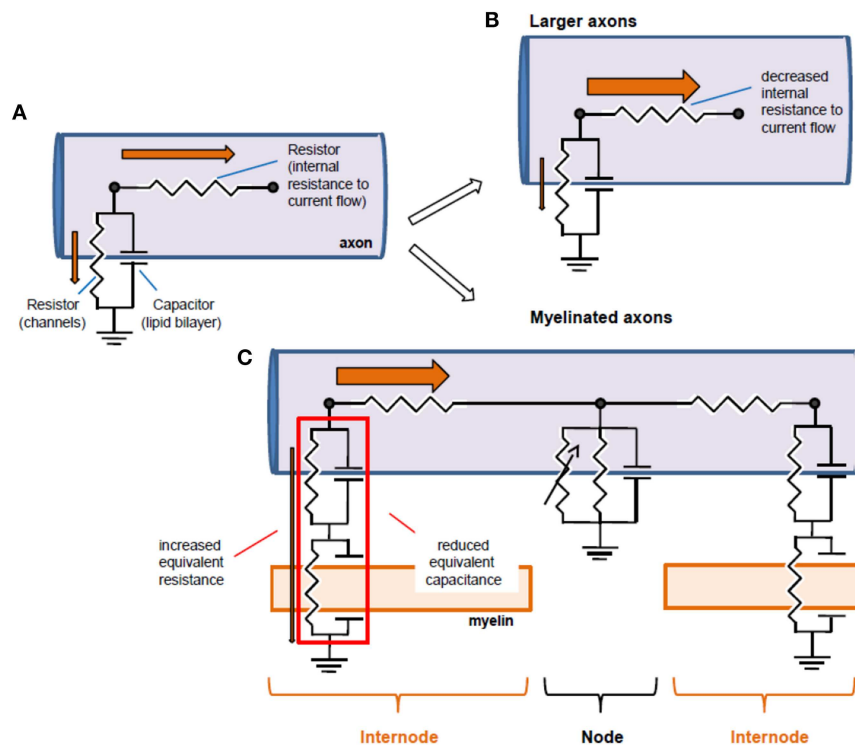 A
Resistor
(internal
resistance to
current flow)
axon
Resistor
(channels)
Capacitor
(lipid bilayer)
B
Larger axons
decreased
internal
resistance to
current flow
Myelinated axons
C
increased
equivalent
resistance
reduced
equivalent
capacitance
myelin
Internode
Node
Internode